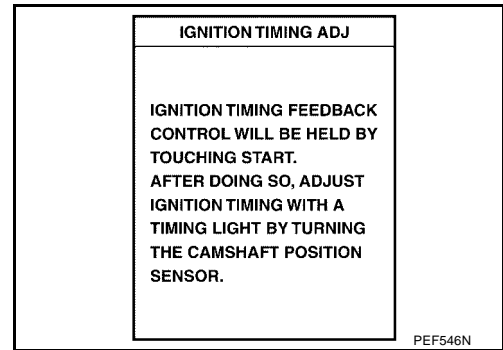 IGNITION TIMING ADJ
IGNITION TIMING FEEDBACK
CONTROL WILL BE HELD BY
TOUCHING START.
AFTER DOING SO, ADJUST
IGNITION TIMING WITH A
TIMING LIGHT BY TURNING
THE CAMSHAFT POSITION
SENSOR.
PEF546N